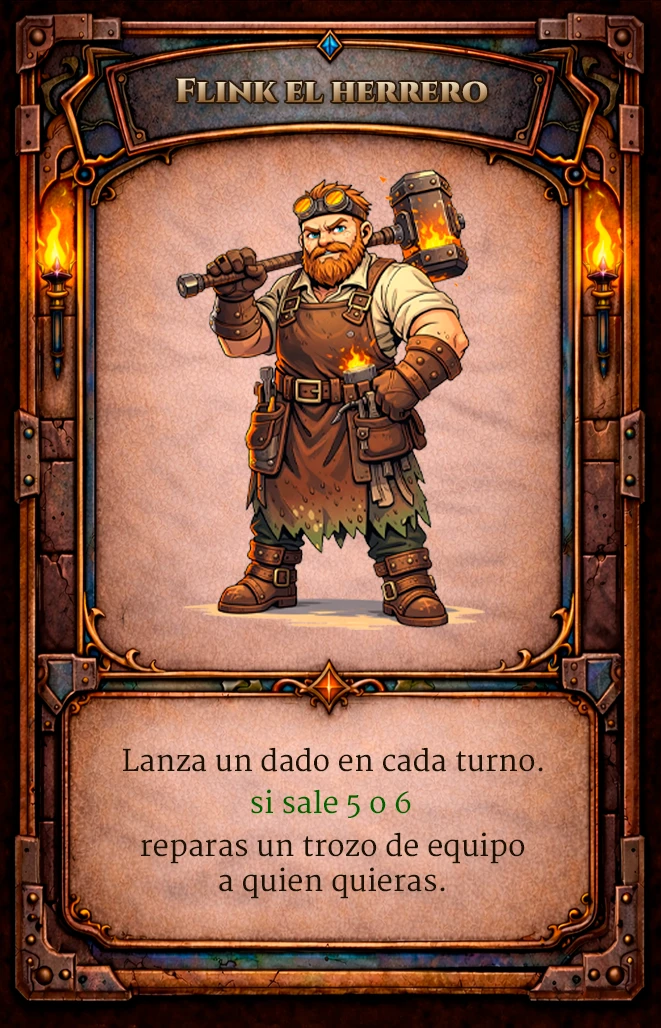 Flink el herrero
Lanza un dado en cada turno.
si sale 5 o 6
reparas un trozo de equipo
a quien quieras.